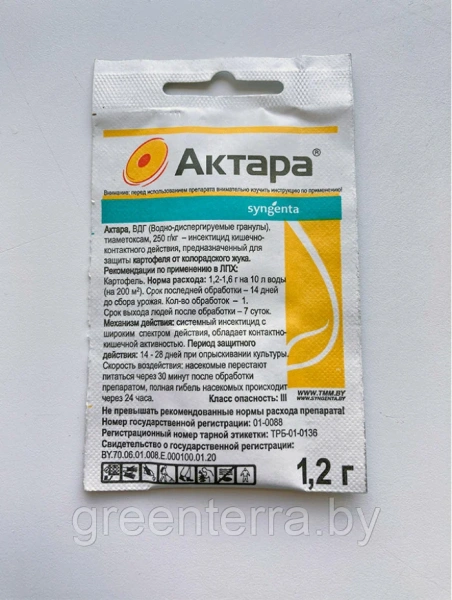 Актара®
Внимание: перед использованием препарата внимательно изучить инструкцию по применению!
syngenta
Актара, ВДГ (Водно-диспергируемые гранулы),
тиаметоксам, 250 г/кг – инсектицид кишечно-
контактного действия, предназначенный для
защиты картофеля от колорадского жука.
Рекомендации по применению в ЛПХ:
Картофель. Норма расхода: 1,2-1,6 г на 10 л воды
(на 200 м²). Срок последней обработки – 14 дней
до сбора урожая. Кол-во обработок – 1.
Срок выхода людей после обработки – 7 суток.
Механизм действия: системный инсектицид с
широким спектром действия, обладает контактно-
кишечной активностью. Период защитного
действия: 14 - 28 дней при опрыскивании культуры.
Скорость воздействия: насекомые перестают
питаться через 30 минут после обработки
препаратом, полная гибель насекомых происходит
через 24 часа. Класс опасность: III
WWW.TMM.BY
WWW.SYNGENTA.BY
Не превышать рекомендованные нормы расхода препарата!
Номер государственной регистрации: 01-0088
Регистрационный номер тарной этикетки: ТРБ-01-0136
Свидетельство о государственной регистрации:
BY.70.06.01.008.E.000100.01.20
1,2 г
greenterra.by